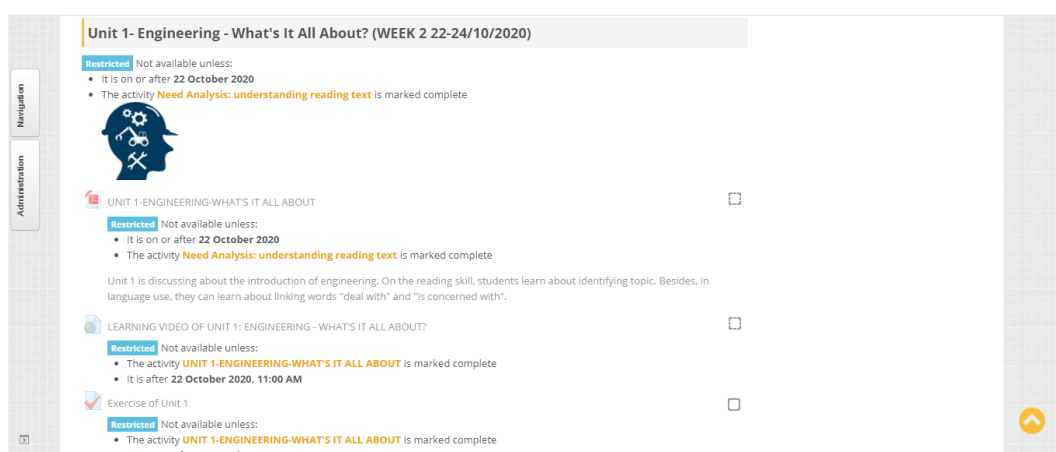 Unit 1- Engineering - What's It All About? (WEEK 2 22-24/10/2020)
Restricted Not available unless:
It is on or after 22 October 2020
The activity Need Analysis: understanding reading text is marked complete
Navigation
Administration
UNIT 1-ENGINEERING-WHAT'S IT ALL ABOUT
Restricted Not available unless:
It is on or after 22 October 2020
The activity Need Analysis: understanding reading text is marked complete
Unit 1 is discussing about the introduction of engineering. On the reading skill, students learn about identifying topic. Besides, in
language use, they can learn about linking words "deal with" and "is concerned with".
LEARNING VIDEO OF UNIT 1: ENGINEERING - WHAT'S IT ALL ABOUT?
Restricted Not available unless:
The activity UNIT 1-ENGINEERING-WHAT'S IT ALL ABOUT is marked complete
It is after 22 October 2020, 11:00 AM
Exercise of Unit 1
Restricted Not available unless:
The activity UNIT 1-ENGINEERING-WHAT'S IT ALL ABOUT is marked complete